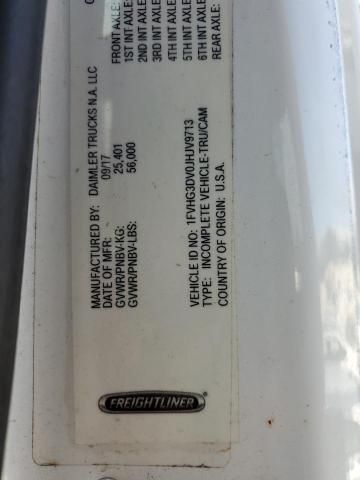 FREIGHTLINER
MANUFACTURED BY: DAIMLER TRUCKS N.A. LLC
DATE OF MFR: 09/17
GVWR/PNBV-KG: 25,401
GVWR/PNBV-LBS: 56,000
FRONT AXLE:
1ST INT AXLE:
2ND INT AXLE:
3RD INT AXLE:
4TH INT AXLE:
5TH INT AXLE:
6TH INT AXLE:
REAR AXLE:
VEHICLE ID NO: 1FVHG3DV0JHJV9713
TYPE: INCOMPLETE VEHICLE-TRU/CAM
COUNTRY OF ORIGIN: U.S.A.